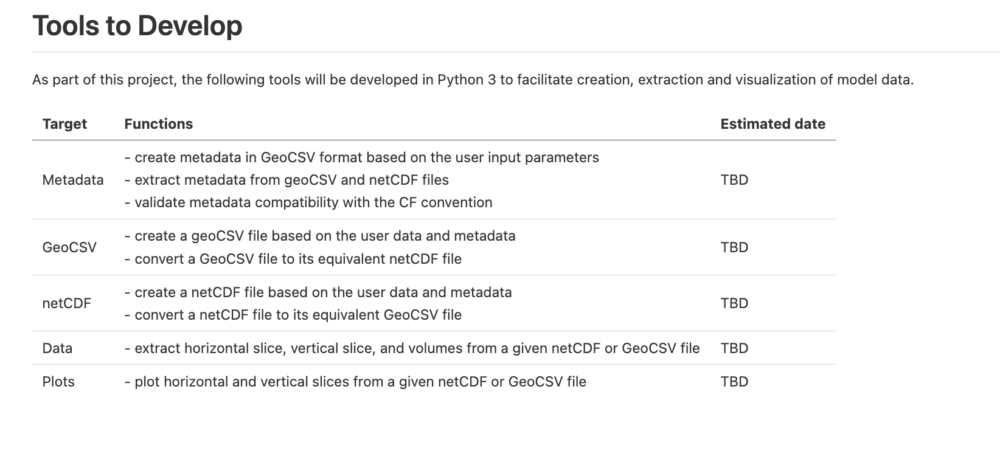 Tools to Develop
As part of this project, the following tools will be developed in Python 3 to facilitate creation, extraction and visualization of model data.
Target Functions Estimated date
- create metadata in GeoCSV format based on the user input parameters
Metadata - extract metadata from geoCSV and netCDF files TBD
- validate metadata compatibility with the CF convention
- create a geoCSV file based on the user data and metadata
GeoCSV TBD
- convert a GeoCSV file to its equivalent netCDF file
- create a netCDF file based on the user data and metadata
netCDF TBD
- convert a netCDF file to its equivalent GeoCSV file
Data - extract horizontal slice, vertical slice, and volumes from a given netCDF or GeoCSV file TBD
Plots - plot horizontal and vertical slices from a given netCDF or GeoCSV file TBD